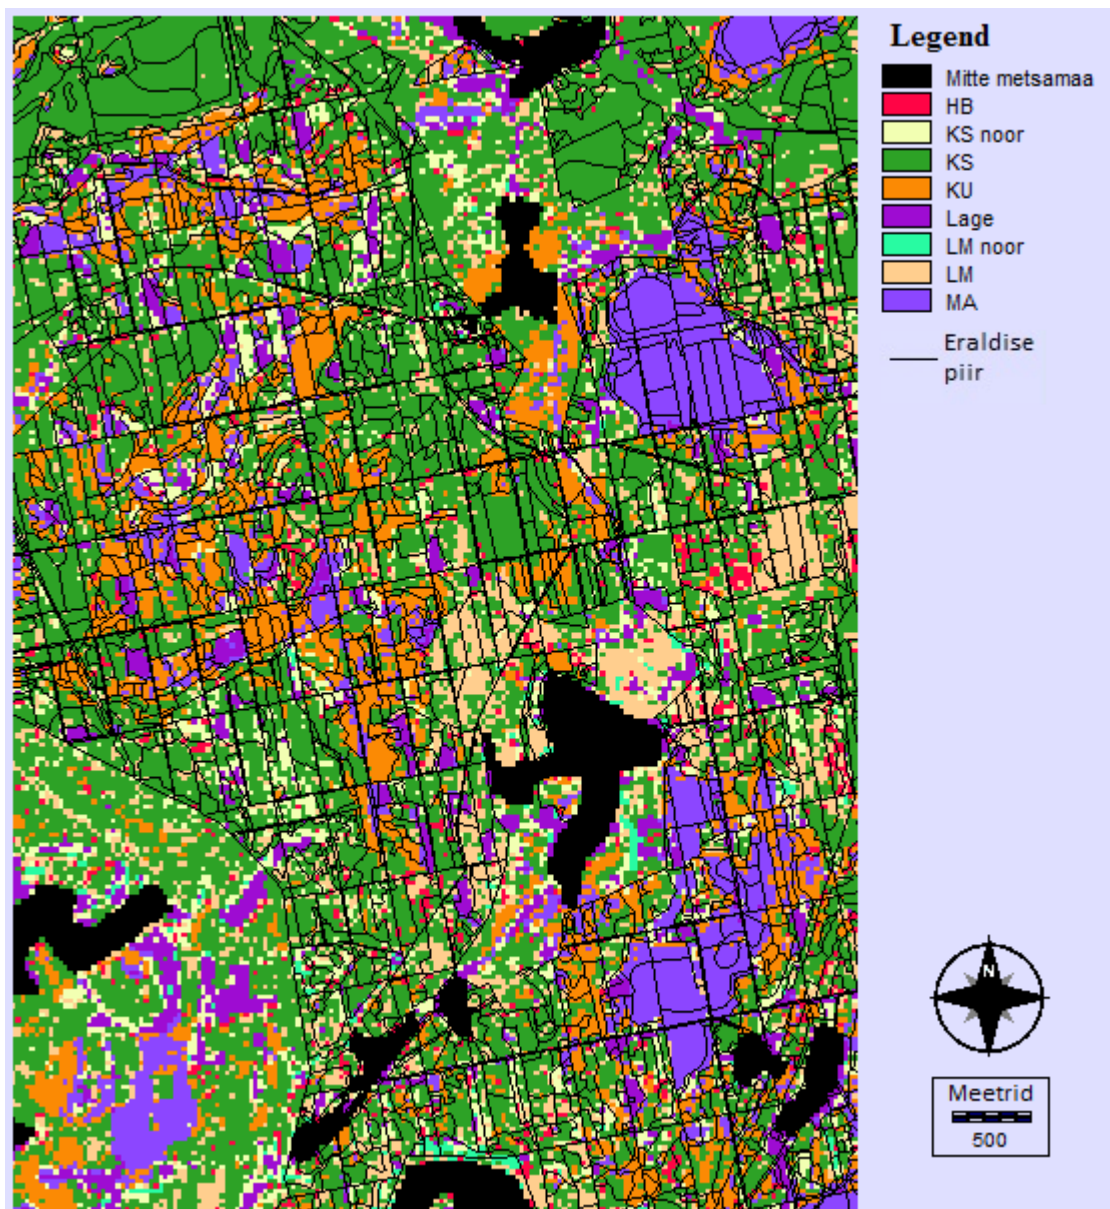 Legend
Mitte metsamaa
HB
KS noor
KS
KU
Lage
LM noor
LM
MA
Eraldise
piir
N
Meetrid
500